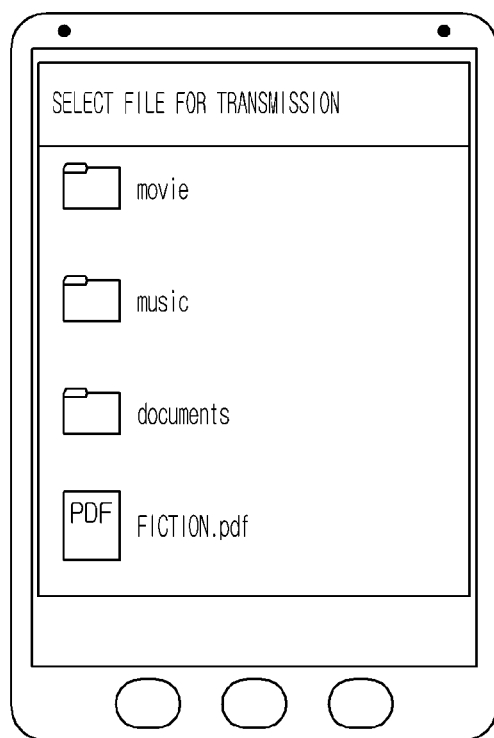 SELECT FILE FOR TRANSMISSION
movie
music
documents
PDF
FICTION.pdf